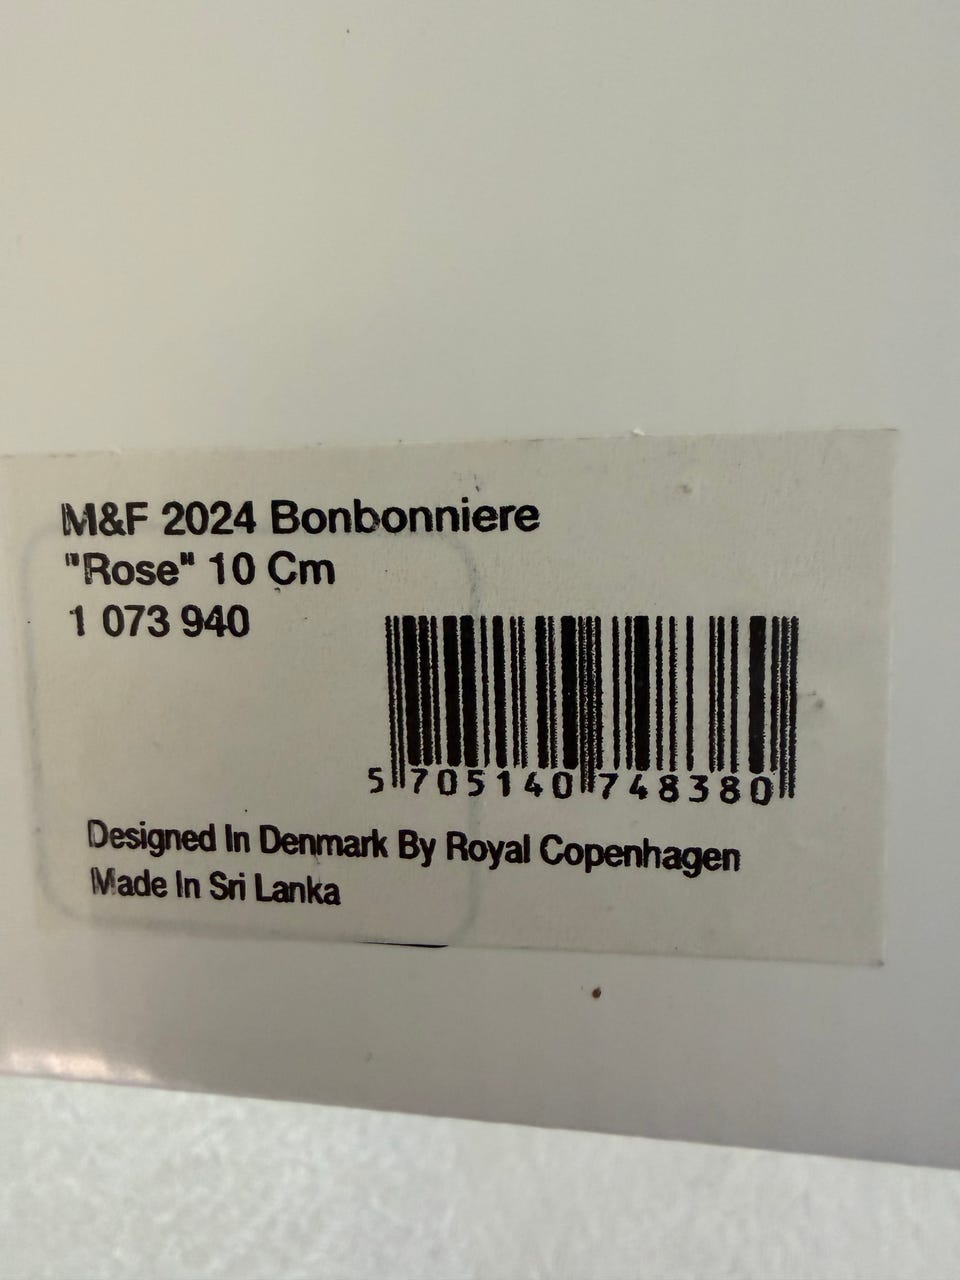 M&F 2024 Bonbonniere
"Rose" 10 Cm
1 073 940
5 705140 748380
Designed In Denmark By Royal Copenhagen
Made In Sri Lanka